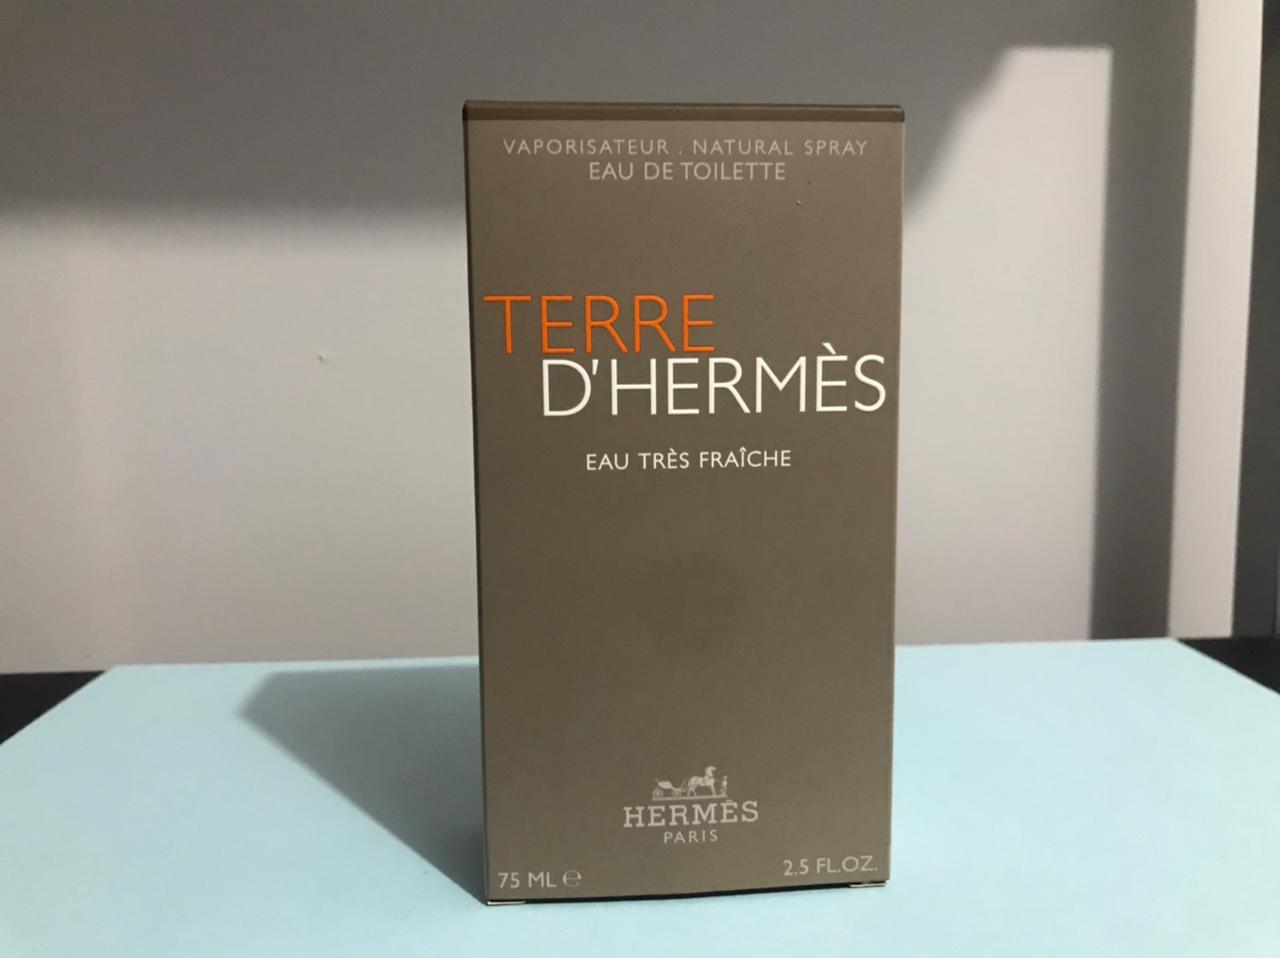 VAPORISATEUR . NATURAL SPRAY
EAU DE TOILETTE
TERRE
D'HERMÈS
EAU TRÈS FRAÎCHE
HERMÈS
PARIS
75 ML ℮
2.5 FL.OZ.